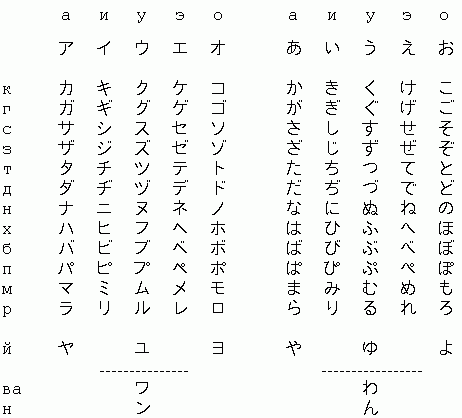 а и у э о а и у э о
ア イ ウ エ オ あ い う え お
к カ キ ク ケ コ か き く け こ
г ガ ギ グ ゲ ゴ が ぎ ぐ げ ご
с サ シ ス セ ソ さ し す せ そ
з ザ ジ ズ ゼ ゾ ざ じ ず ぜ ぞ
т タ チ ツ テ ト た ち つ て と
д ダ ヂ ヅ デ ド だ ぢ づ で ど
н ナ ニ ヌ ネ ノ な に ぬ ね の
х ハ ヒ フ ヘ ホ は ひ ふ へ ほ
б バ ビ ブ ベ ボ ば び ぶ べ ぼ
п パ ピ プ ペ ポ ぱ ぴ ぷ ぺ ぽ
м マ ミ ム メ モ ま み む め も
р ラ リ ル レ ロ ら り る れ ろ
й ヤ ユ ヨ や ゆ よ
ва ワ わ
н ン ん